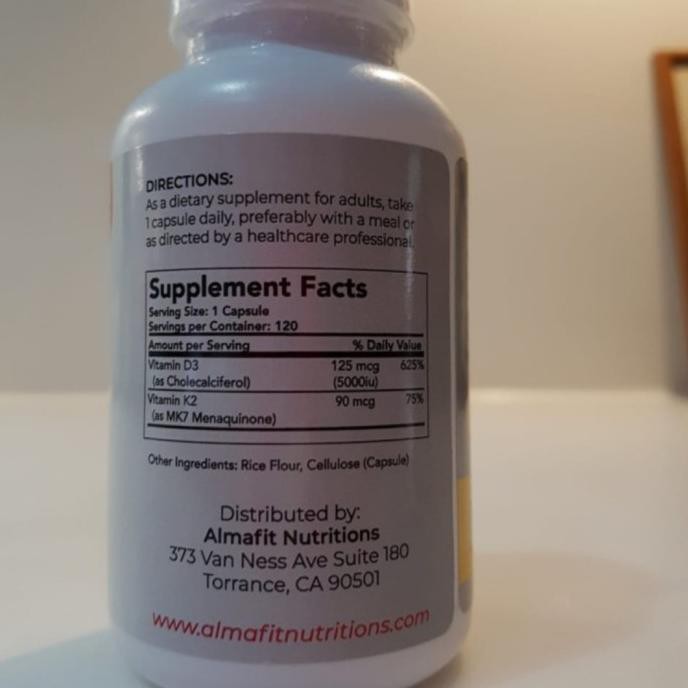 DIRECTIONS:
As a dietary supplement for adults, take
1 capsule daily, preferably with a meal or
as directed by a healthcare professional.
Supplement Facts
Serving Size: 1 Capsule
Servings per Container: 120
Amount per Serving % Daily Value
Vitamin D3 125 mcg 625%
(as Cholecalciferol) (5000iu)
Vitamin K2 90 mcg 75%
(as MK7 Menaquinone)
Other Ingredients: Rice Flour, Cellulose (Capsule)
Distributed by:
Almafit Nutritions
373 Van Ness Ave Suite 180
Torrance, CA 90501
www.almafitnutritions.com